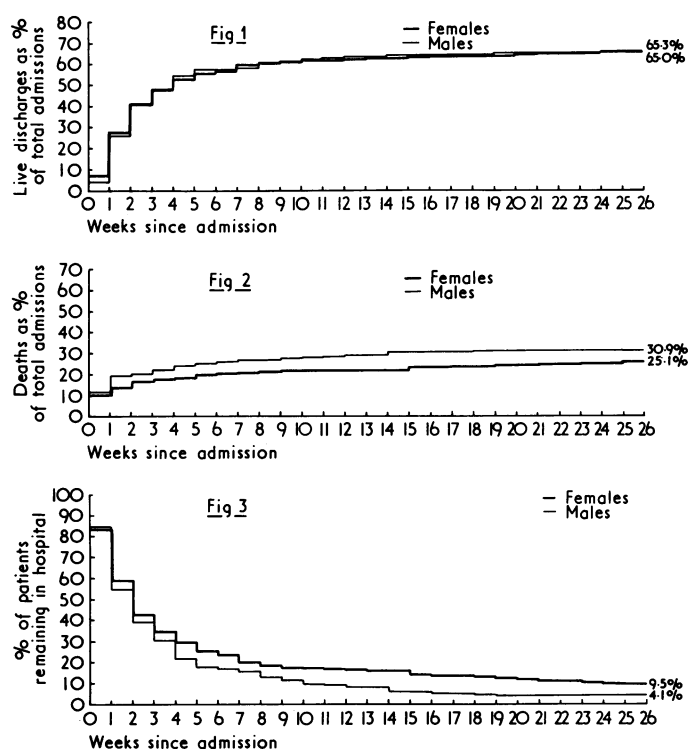 Fig 1
Females
Males
Live discharges as %
of total admissions
80
70
60
50
40
30
20
10
0
65·3%
65·0%
0 1 2 3 4 5 6 7 8 9 10 11 12 13 14 15 16 17 18 19 20 21 22 23 24 25 26
Weeks since admission
Fig 2
Females
Males
Deaths as %
of total admissions
70
60
50
40
30
20
10
0
30·9%
25·1%
0 1 2 3 4 5 6 7 8 9 10 11 12 13 14 15 16 17 18 19 20 21 22 23 24 25 26
Weeks since admission
Fig 3
Females
Males
% of patients
remaining in hospital
100
90
80
70
60
50
40
30
20
10
0
9·5%
4·1%
0 1 2 3 4 5 6 7 8 9 10 11 12 13 14 15 16 17 18 19 20 21 22 23 24 25 26
Weeks since admission